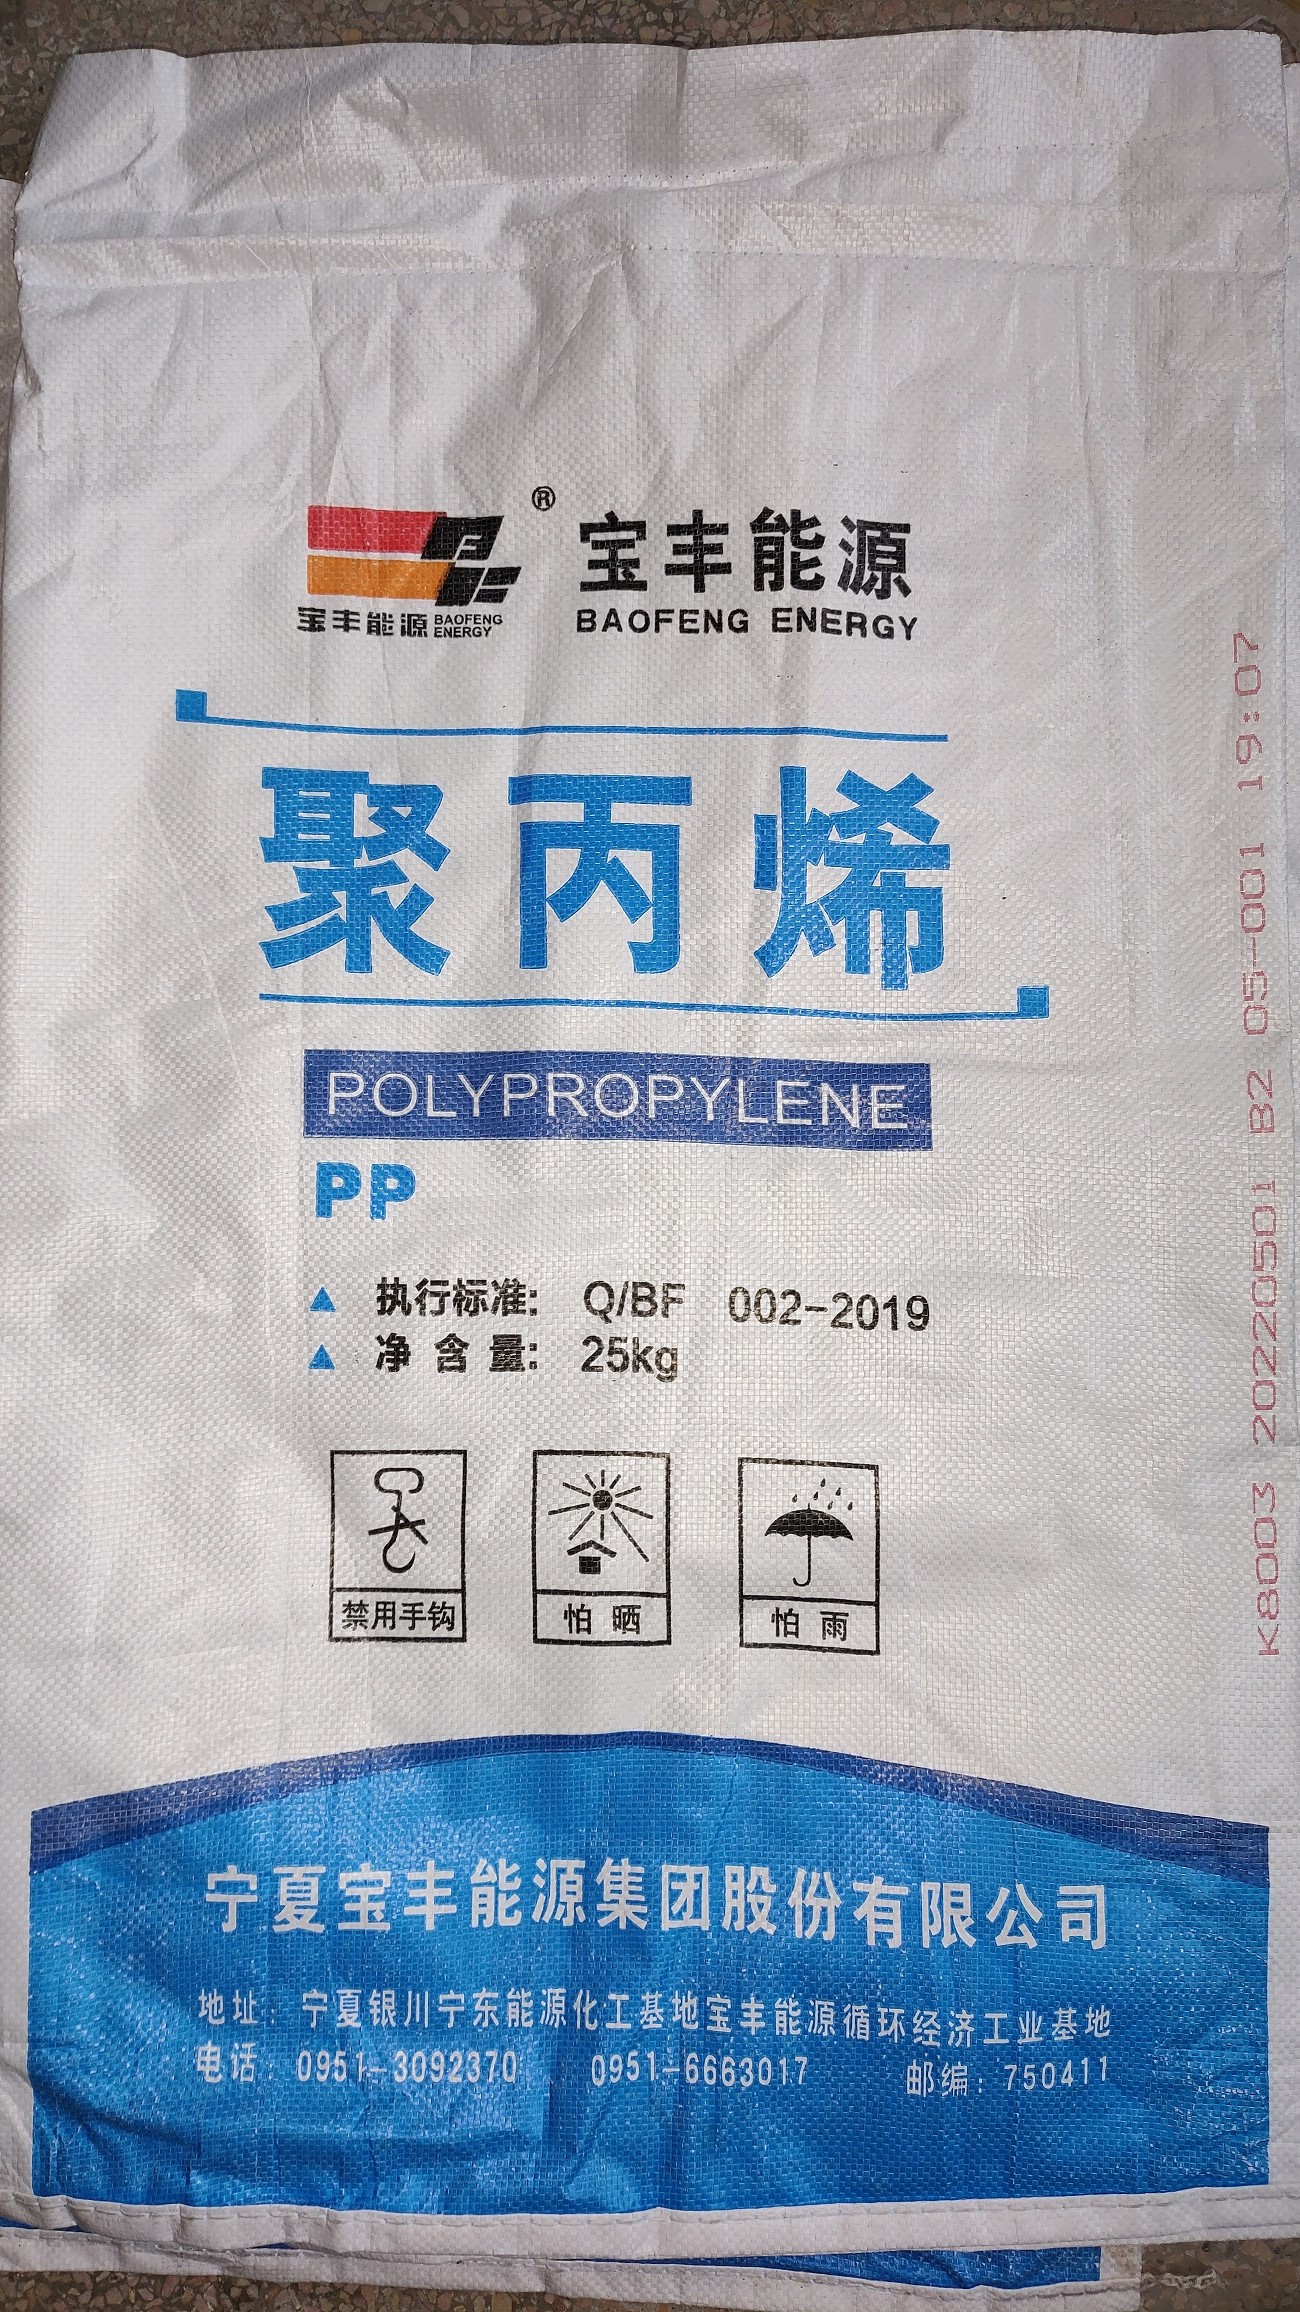 ®
宝丰能源
BAOFENG ENERGY
宝丰能源 BAOFENG
ENERGY
聚丙烯
POLYPROPYLENE
PP
执行标准: Q/BF 002-2019
净含量: 25kg
禁用手钩
怕晒
怕雨
宁夏宝丰能源集团股份有限公司
地址: 宁夏银川宁东能源化工基地宝丰能源循环经济工业基地
电话: 0951-3092370 0951-6663017 邮编: 750411
K8003 20220501 B2 05-001 19:07